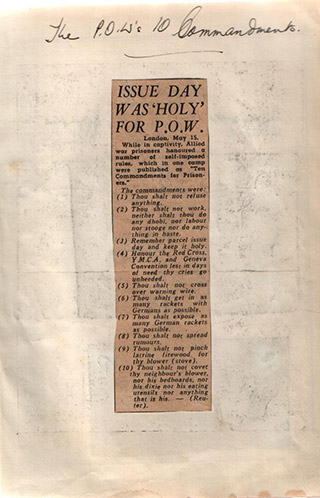 The P.O.W's 10 Commandments.
ISSUE DAY
WAS 'HOLY'
FOR P.O.W.
London, May 15.
While in captivity, Allied
war prisoners honoured a
number of self-imposed
rules, which in one camp
were published as "Ten
Commandments for Prison-
ers."
The commandments were:
(1) Thou shalt not refuse
anything.
(2) Thou shalt not work,
neither shalt thou do
any dhobi, nor labour
nor stooge nor do any-
thing in haste.
(3) Remember parcel issue
day and keep it holy.
(4) Honour the Red Cross,
Y.M.C.A. and Geneva
Convention lest in days
of need thy cries go
unheeded.
(5) Thou shalt not cross
over warning wire.
(6) Thou shalt get in as
many rackets with
Germans as possible.
(7) Thou shalt expose as
many German rackets
as possible.
(8) Thou shalt not spread
rumours.
(9) Thou shalt not pinch
latrine firewood for
thy blower (stove).
(10) Thou shalt not covet
thy neighbour's blower,
nor his bedboards, nor
his dixie nor his eating
utensils nor anything
that is his. — (Reu-
ter).